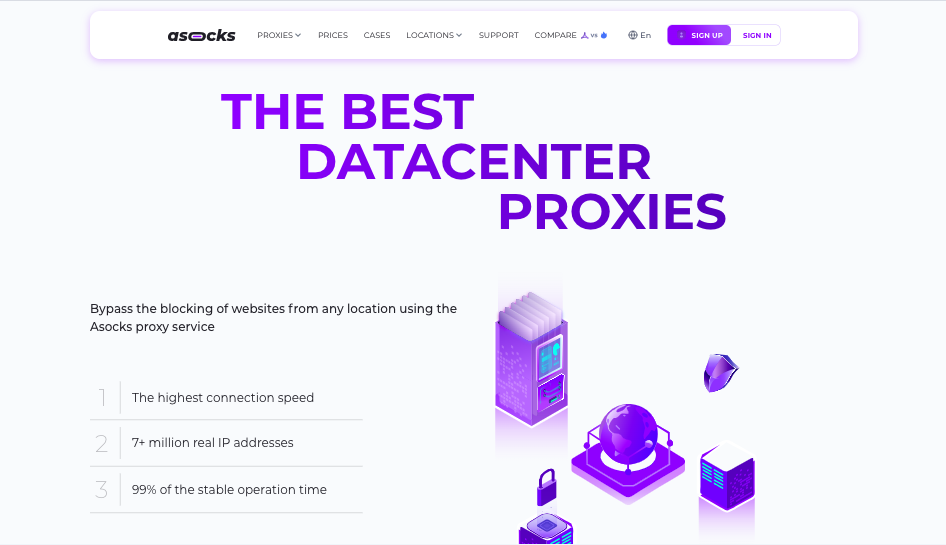 asocks PROXIES PRICES CASES LOCATIONS SUPPORT COMPARE VS En SIGN UP SIGN IN
THE BEST
DATACENTER
PROXIES
Bypass the blocking of websites from any location using the
Asocks proxy service
1 The highest connection speed
2 7+ million real IP addresses
3 99% of the stable operation time